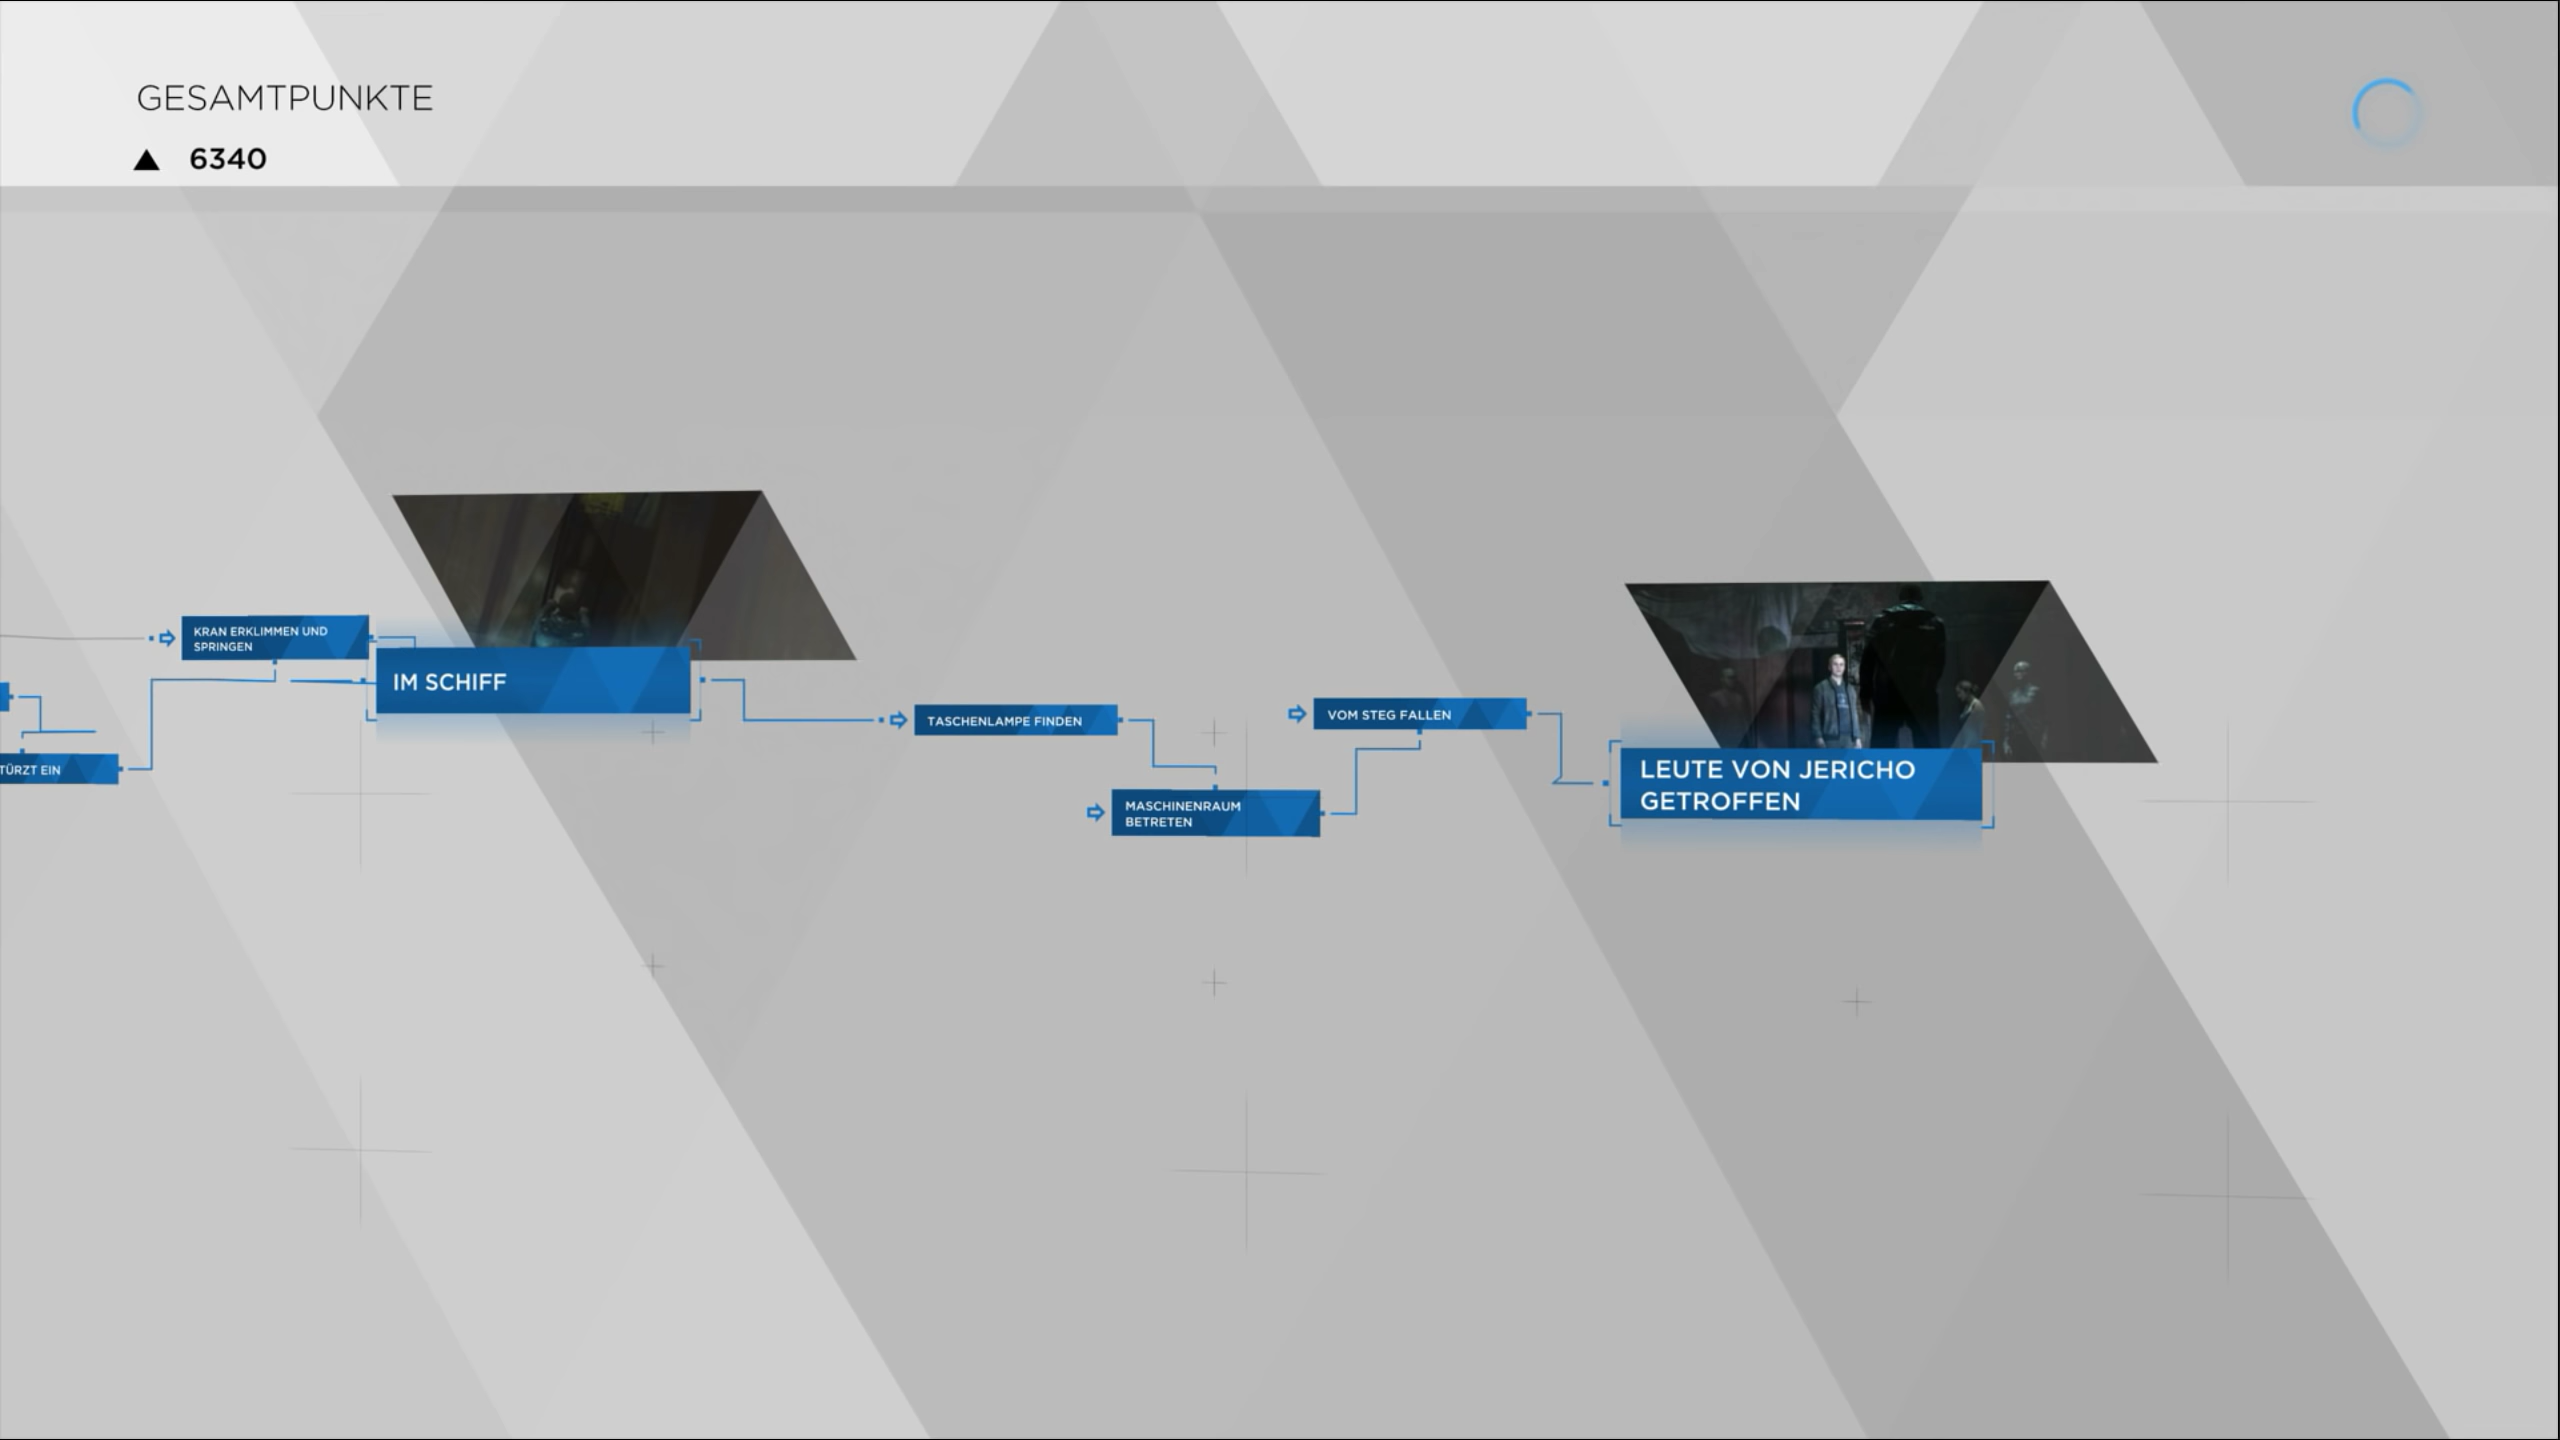 GESAMTPUNKTE
▲ 6340
KRAN ERKLIMMEN UND
SPRINGEN
TÜRZT EIN
IM SCHIFF
TASCHENLAMPE FINDEN
MASCHINENRAUM
BETRETEN
VOM STEG FALLEN
LEUTE VON JERICHO
GETROFFEN